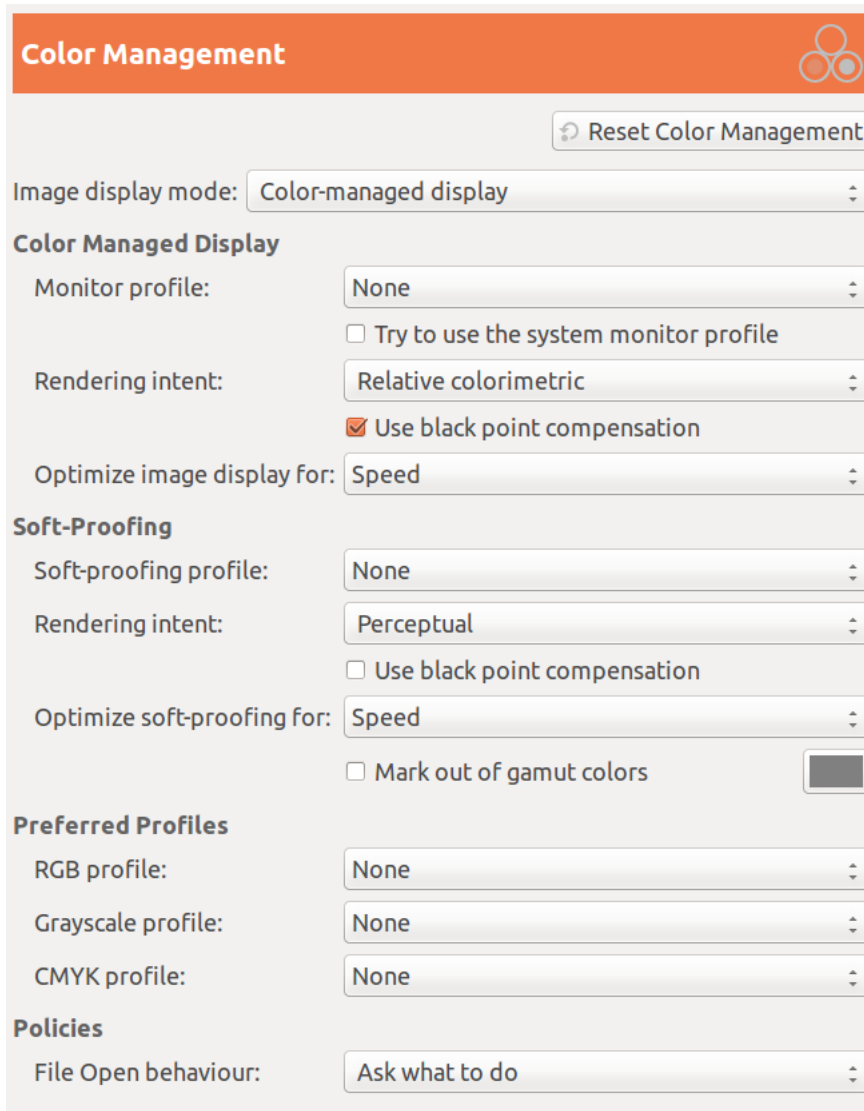 Color Management
Reset Color Management
Image display mode: Color-managed display
Color Managed Display
Monitor profile: None
Try to use the system monitor profile
Rendering intent: Relative colorimetric
Use black point compensation
Optimize image display for: Speed
Soft-Proofing
Soft-proofing profile: None
Rendering intent: Perceptual
Use black point compensation
Optimize soft-proofing for: Speed
Mark out of gamut colors
Preferred Profiles
RGB profile: None
Grayscale profile: None
CMYK profile: None
Policies
File Open behaviour: Ask what to do